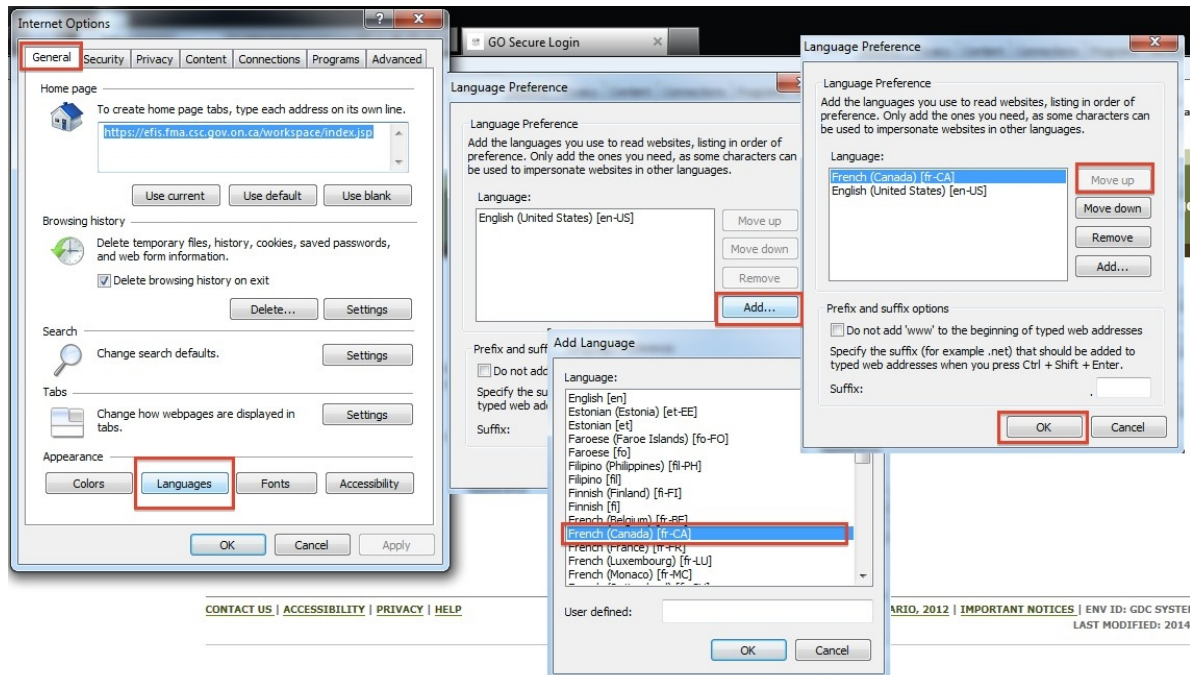 Internet Options
General Security Privacy Content Connections Programs Advanced
Home page
To create home page tabs, type each address on its own line.
https://efis.fma.csc.gov.on.ca/workspace/index.jsp
Use current Use default Use blank
Browsing history
Delete temporary files, history, cookies, saved passwords,
and web form information.
Delete browsing history on exit
Delete... Settings
Search
Change search defaults. Settings
Tabs
Change how webpages are displayed in
tabs.
Settings
Appearance
Colors Languages Fonts Accessibility
OK Cancel Apply
GO Secure Login
Language Preference
Language Preference
Add the languages you use to read websites, listing in order of
preference. Only add the ones you need, as some characters can
be used to impersonate websites in other languages.
Language:
English (United States) [en-US]
Move up
Move down
Remove
Add...
Prefix and suff
Do not add
Specify the su
typed web add
Suffix:
Add Language
Language:
English [en]
Estonian (Estonia) [et-EE]
Estonian [et]
Faroese (Faroe Islands) [fo-FO]
Faroese [fo]
Filipino (Philippines) [fil-PH]
Filipino [fil]
Finnish (Finland) [fi-FI]
Finnish [fi]
French (Belgium) [fr-BE]
French (Canada) [fr-CA]
French (France) [fr-FR]
French (Luxembourg) [fr-LU]
French (Monaco) [fr-MC]
User defined:
OK Cancel
Language Preference
Language Preference
Add the languages you use to read websites, listing in order of
preference. Only add the ones you need, as some characters can
be used to impersonate websites in other languages.
Language:
French (Canada) [fr-CA]
English (United States) [en-US]
Move up
Move down
Remove
Add...
Prefix and suffix options
Do not add 'www' to the beginning of typed web addresses
Specify the suffix (for example .net) that should be added to
typed web addresses when you press Ctrl + Shift + Enter.
Suffix: .
OK Cancel
CONTACT US | ACCESSIBILITY | PRIVACY | HELP
ARIO, 2012 | IMPORTANT NOTICES | ENV ID: GDC SYSTE
LAST MODIFIED: 2014